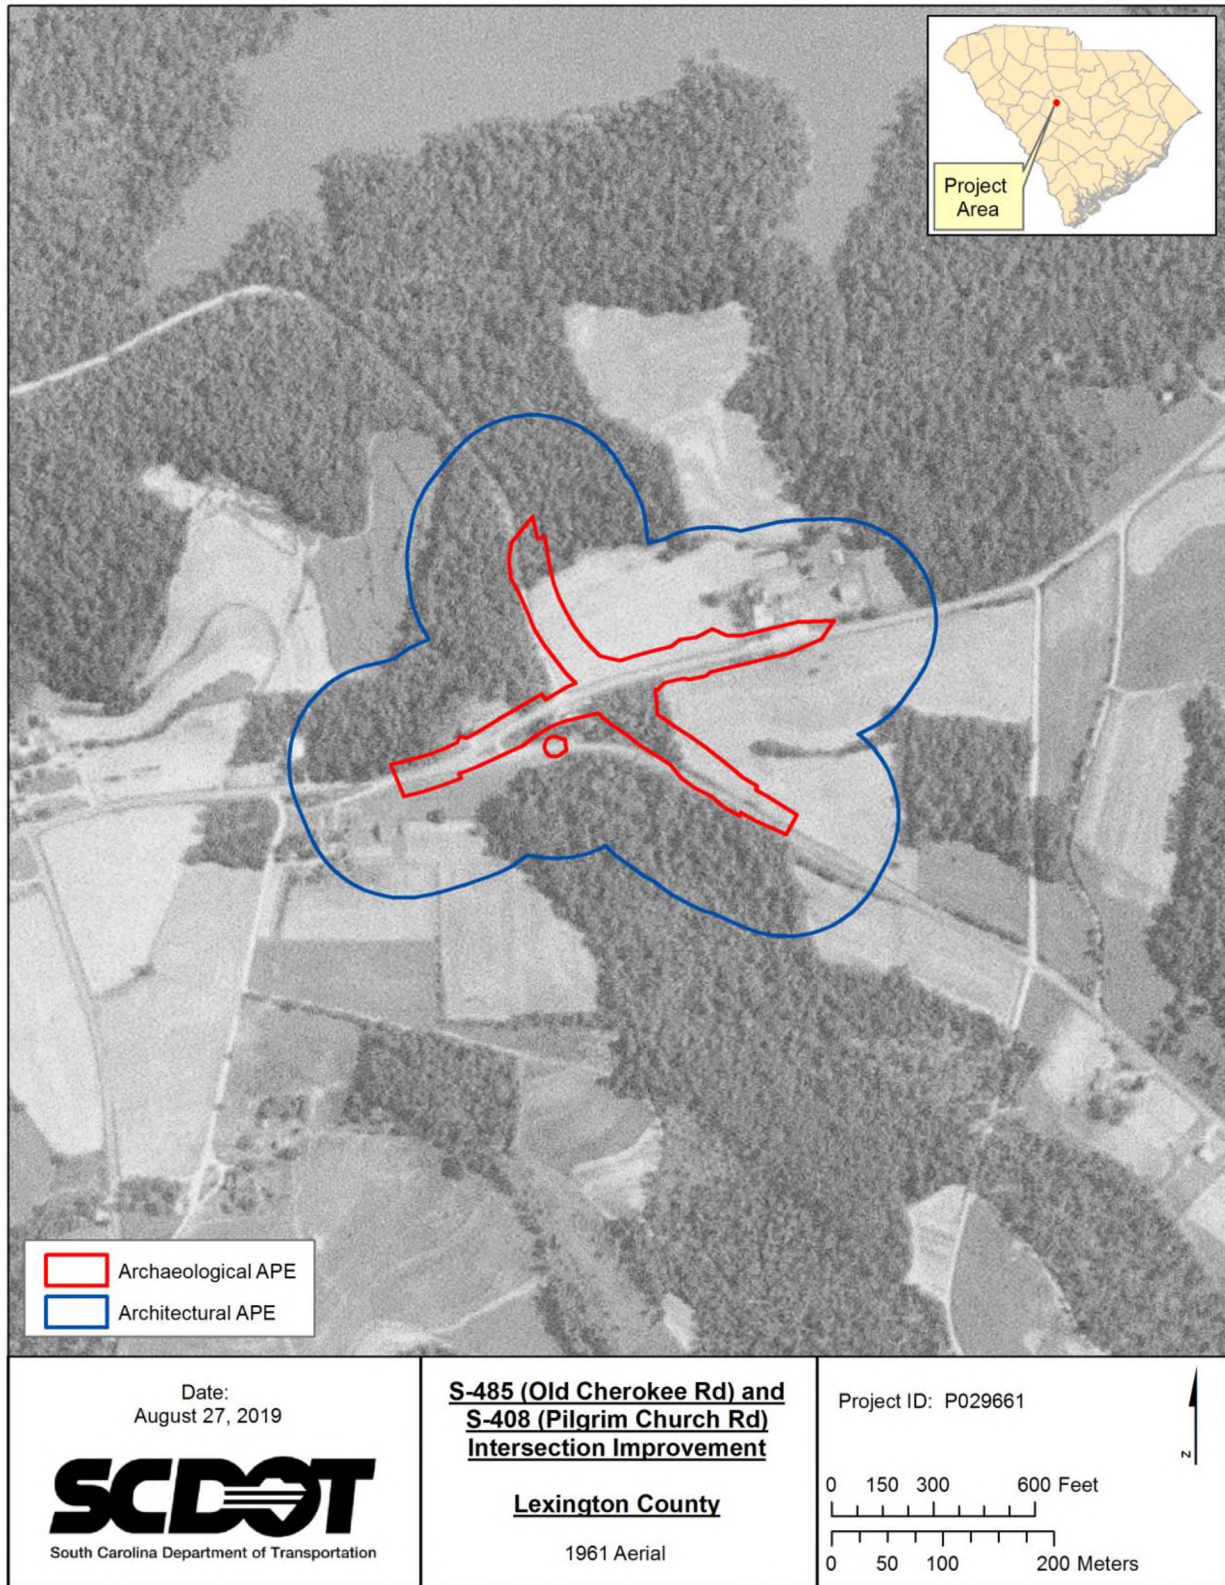 Project
Area
Archaeological APE
Architectural APE
Date:
August 27, 2019
SCDOT
South Carolina Department of Transportation
S-485 (Old Cherokee Rd) and
S-408 (Pilgrim Church Rd)
Intersection Improvement
Lexington County
1961 Aerial
Project ID: P029661
N
0 150 300 600 Feet
0 50 100 200 Meters